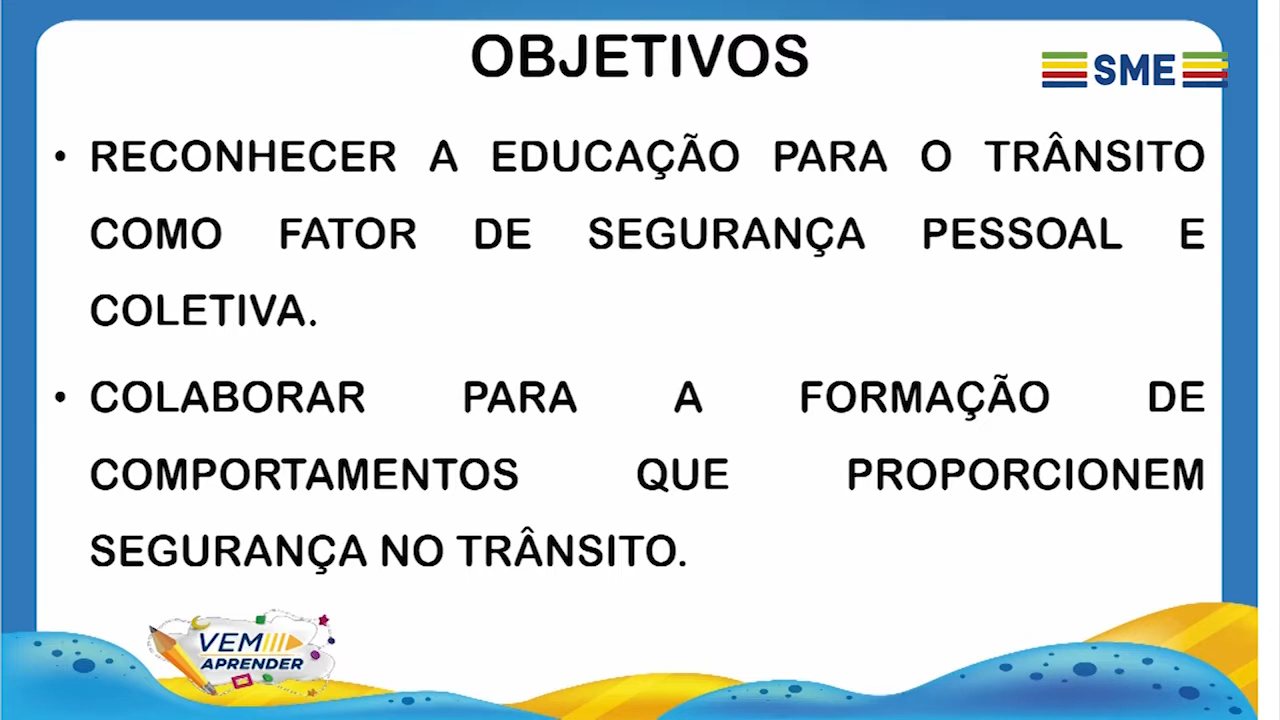 OBJETIVOS
SME
• RECONHECER A EDUCAÇÃO PARA O TRÂNSITO
COMO FATOR DE SEGURANÇA PESSOAL E
COLETIVA.
• COLABORAR PARA A FORMAÇÃO DE
COMPORTAMENTOS QUE PROPORCIONEM
SEGURANÇA NO TRÂNSITO.
VEM
APRENDER